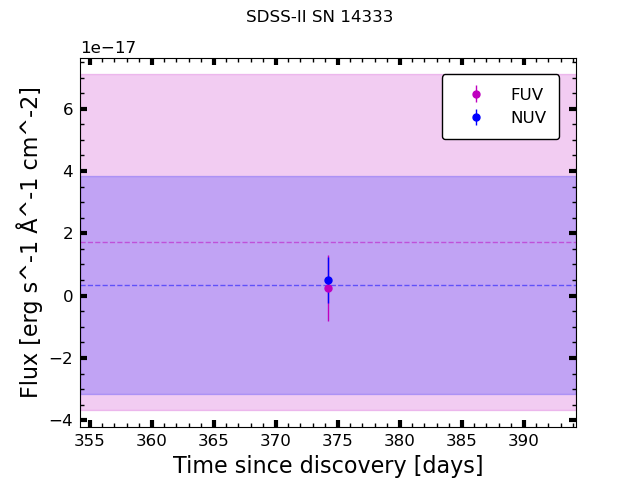 SDSS-II SN 14333
1e−17
FUV
NUV
6
4
2
0
−2
−4
Flux [erg s^-1 Å^-1 cm^-2]
355 360 365 370 375 380 385 390
Time since discovery [days]